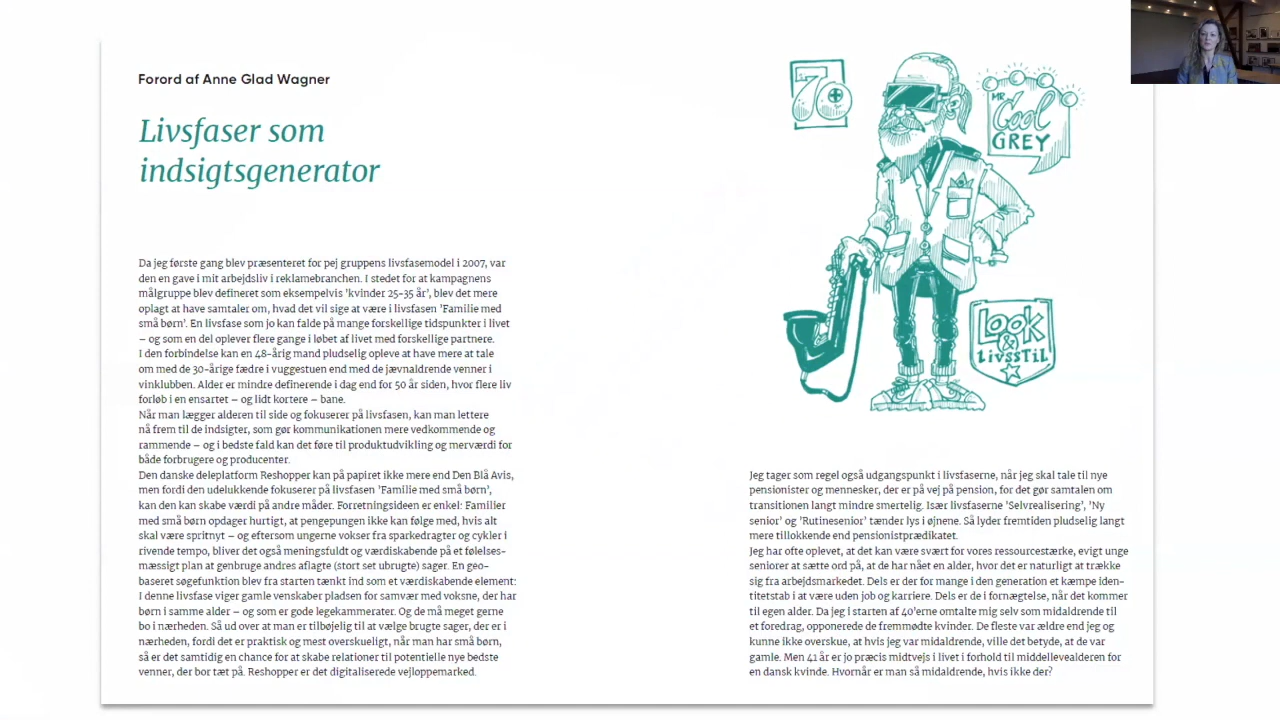 Forord af Anne Glad Wagner
Livsfaser som
indsigtsgenerator
Da jeg første gang blev præsenteret for pej gruppens livsfasemodel i 2007, var
den en gave i mit arbejdsliv i reklamebranchen. I stedet for at kampagnens
målgruppe blev defineret som eksempelvis 'kvinder 25-35 år', blev det mere
oplagt at have samtaler om, hvad det vil sige at være i livsfasen 'Familie med
små børn'. En livsfase som jo kan falde på mange forskellige tidspunkter i livet
– og som en del oplever flere gange i løbet af livet med forskellige partnere.
I den forbindelse kan en 48-årig mand pludselig opleve at have mere at tale
om med de 30-årige fædre i vuggestuen end med de jævnaldrende venner i
vinklubben. Alder er mindre definerende i dag end for 50 år siden, hvor flere liv
forløb i en ensartet – og lidt kortere – bane.
Når man lægger alderen til side og fokuserer på livsfasen, kan man lettere
nå frem til de indsigter, som gør kommunikationen mere vedkommende og
rammende – og i bedste fald kan det føre til produktudvikling og merværdi for
både forbrugere og producenter.
Den danske deleplatform Reshopper kan på papiret ikke mere end Den Blå Avis,
men fordi den udelukkende fokuserer på livsfasen 'Familie med små børn',
kan den kan skabe værdi på andre måder. Forretningsideen er enkel: Familier
med små børn opdager hurtigt, at pengepungen ikke kan følge med, hvis alt
skal være spritnyt – og eftersom ungerne vokser fra sparkedragter og cykler i
rivende tempo, bliver det også meningsfuldt og værdiskabende på et følelses-
mæssigt plan at genbruge andres aflagte (stort set ubrugte) sager. En geo-
baseret søgefunktion blev fra starten tænkt ind som et værdiskabende element:
I denne livsfase viger gamle venskaber pladsen for samvær med voksne, der har
børn i samme alder – og som er gode legekammerater. Og de må meget gerne
bo i nærheden. Så ud over at man er tilbøjelig til at vælge brugte sager, der er i
nærheden, fordi det er praktisk og mest overskueligt, når man har små børn,
så er det samtidig en chance for at skabe relationer til potentielle nye bedste
venner, der bor tæt på. Reshopper er det digitaliserede vejloppemarked.
70
MR
Cool
GREY
LOOK
&
LIVSSTIL
Jeg tager som regel også udgangspunkt i livsfaserne, når jeg skal tale til nye
pensionister og mennesker, der er på vej på pension, for det gør samtalen om
transitionen langt mindre smertelig. Især livsfaserne 'Selvrealisering', 'Ny
senior' og 'Rutinesenior' tænder lys i øjnene. Så lyder fremtiden pludselig langt
mere tillokkende end pensionistprædikatet.
Jeg har ofte oplevet, at det kan være svært for vores ressourcestærke, evigt unge
seniorer at sætte ord på, at de har nået en alder, hvor det er naturligt at trække
sig fra arbejdsmarkedet. Dels er der for mange i den generation et kæmpe iden-
titetstab i at være uden job og karriere. Dels er de i fornægtelse, når det kommer
til egen alder. Da jeg i starten af 40'erne omtalte mig selv som midaldrende til
et foredrag, opponerede de fremmødte kvinder. De fleste var ældre end jeg og
kunne ikke overskue, at hvis jeg var midaldrende, ville det betyde, at de var
gamle. Men 41 år er jo præcis midtvejs i livet i forhold til middellevealderen for
en dansk kvinde. Hvornår er man så midaldrende, hvis ikke der?